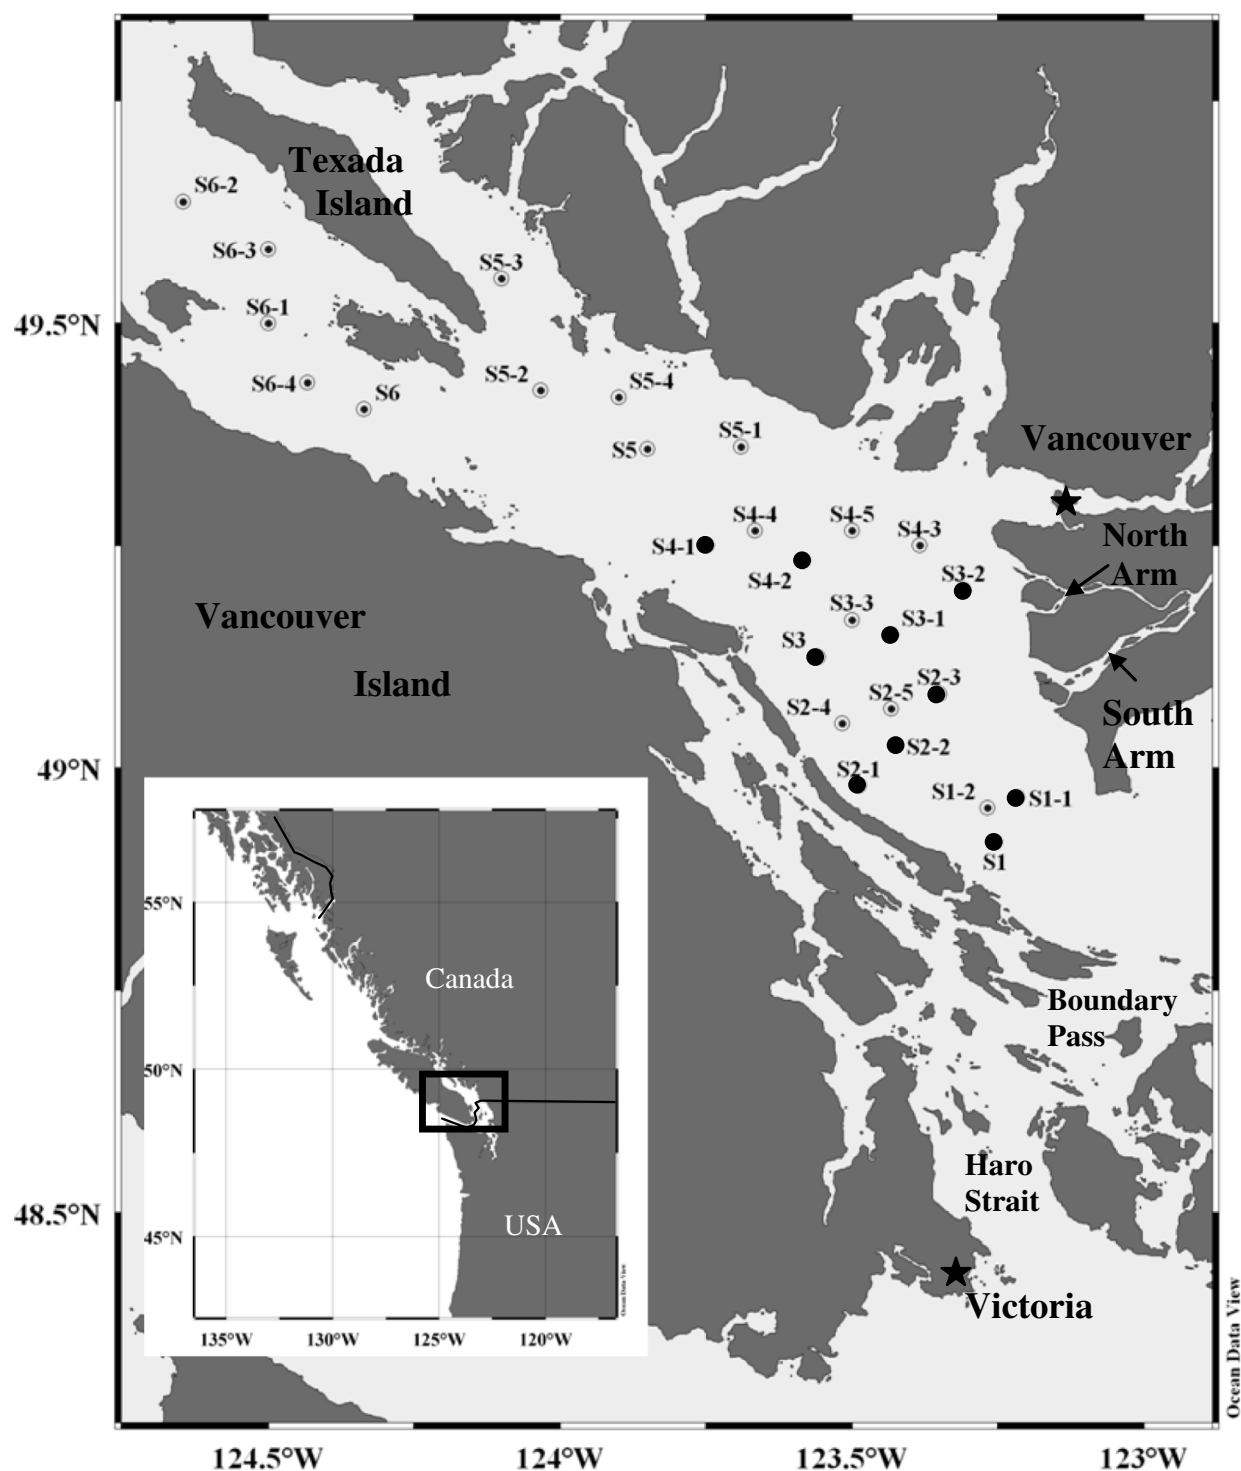 Texada
Island
S6-2
S6-3
S5-3
S6-1
49.5°N
S6-4
S6
S5-2
S5-4
S5
S5-1
Vancouver
S4-4
S4-5
S4-3
S4-1
S4-2
North
Arm
S3-2
S3-3
S3-1
S3
Vancouver
Island
S2-3
S2-5
S2-4
South
Arm
S2-2
49°N
S2-1
S1-2
S1-1
S1
55°N
Canada
Boundary
Pass
50°N
Haro
Strait
48.5°N
USA
45°N
Victoria
135°W
130°W
125°W
120°W
Ocean Data View
Ocean Data View
124.5°W
124°W
123.5°W
123°W